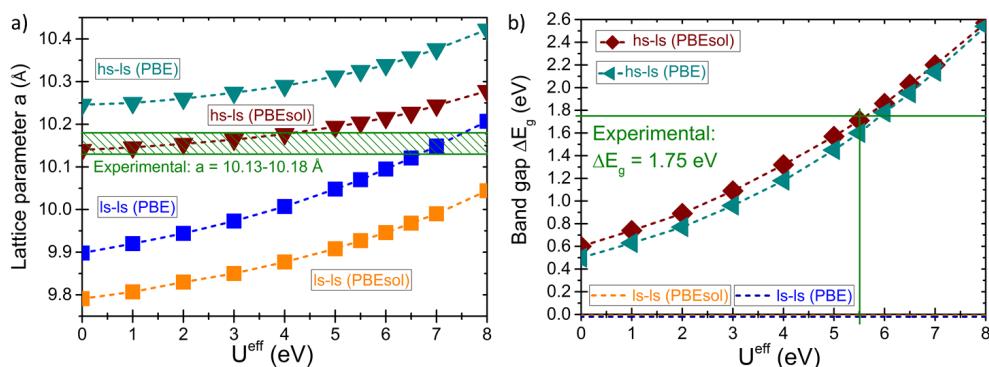 a)
Lattice parameter a (Å)
10.4
10.3
10.2
10.1
10.0
9.9
9.8
hs-ls (PBE)
hs-ls (PBEsol)
Experimental: a = 10.13-10.18 Å
ls-ls (PBE)
ls-ls (PBEsol)
0 1 2 3 4 5 6 7 8
U^eff (eV)
b)
Band gap ΔE_g (eV)
2.6
2.4
2.2
2.0
1.8
1.6
1.4
1.2
1.0
0.8
0.6
0.4
0.2
0.0
hs-ls (PBEsol)
hs-ls (PBE)
Experimental:
ΔE_g = 1.75 eV
ls-ls (PBEsol) ls-ls (PBE)
0 1 2 3 4 5 6 7 8
U^eff (eV)